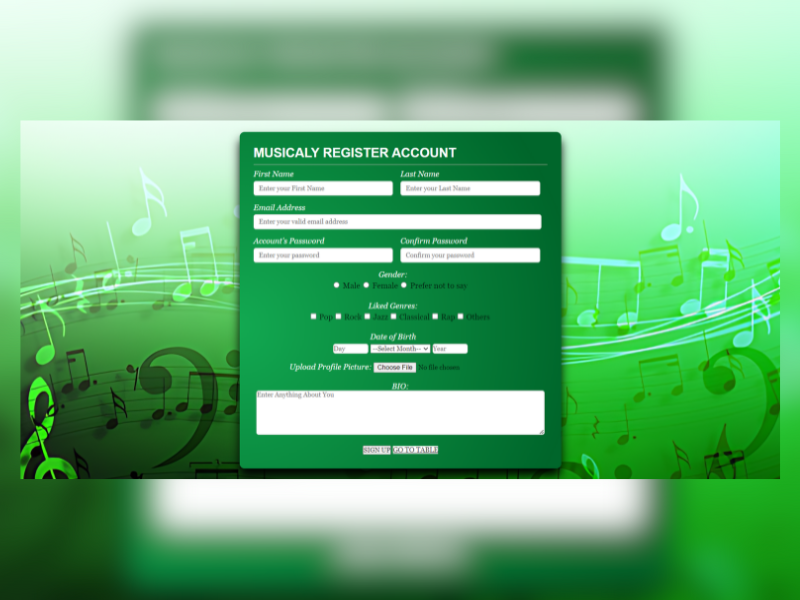 MUSICALY REGISTER ACCOUNT
First Name Last Name
Enter your First Name Enter your Last Name
Email Address
Enter your valid email address
Account's Password Confirm Password
Enter your password Confirm your password
Gender:
Male Female Prefer not to say
Liked Genres:
Pop Rock Jazz Classical Rap Others
Date of Birth
Day --Select Month-- Year
Upload Profile Picture: Choose File No file chosen
BIO:
Enter Anything About You
SIGN UP GO TO TABLE